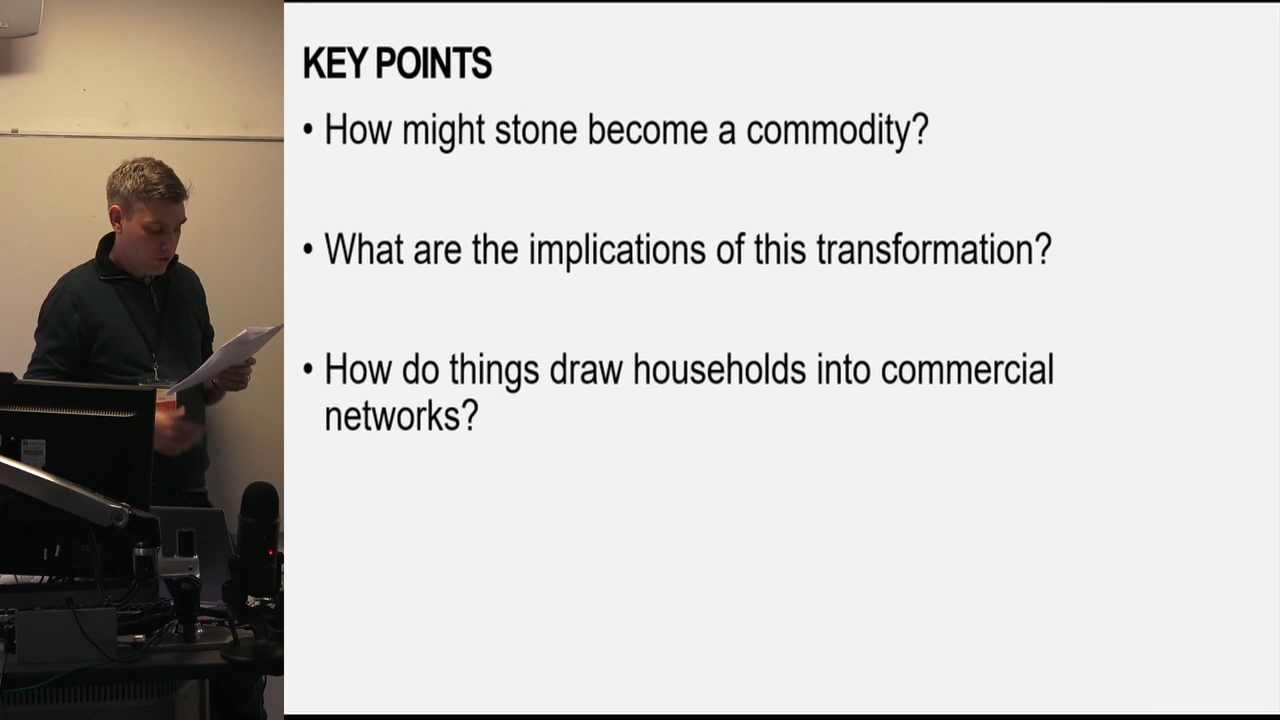 KEY POINTS
• How might stone become a commodity?
• What are the implications of this transformation?
• How do things draw households into commercial
networks?